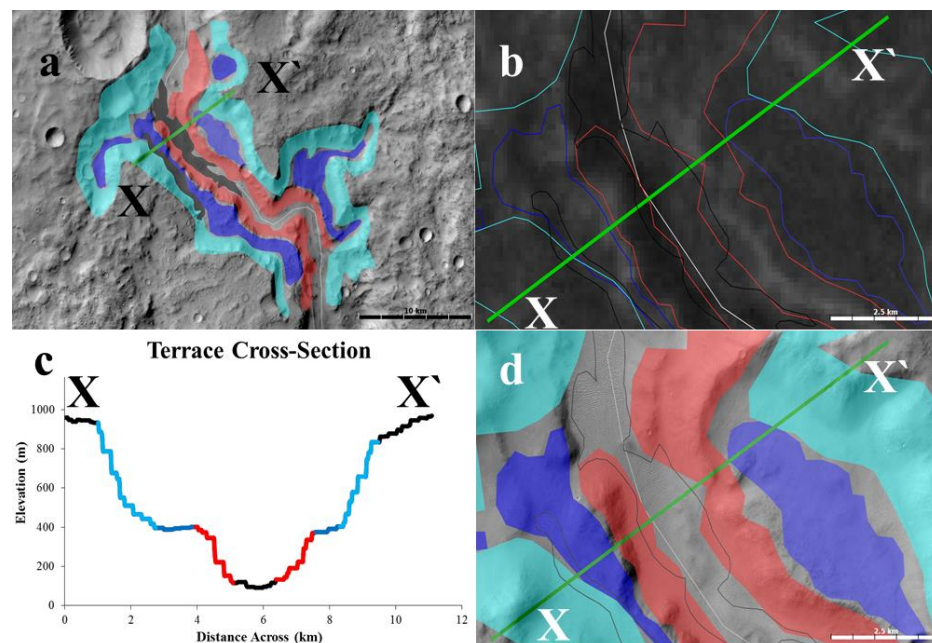 a
X`
X
10 km
b
X`
X
2.5 km
c
Terrace Cross-Section
X
X`
1000
800
600
400
200
0
Elevation (m)
0 2 4 6 8 10 12
Distance Across (km)
d
X`
X
2.5 km